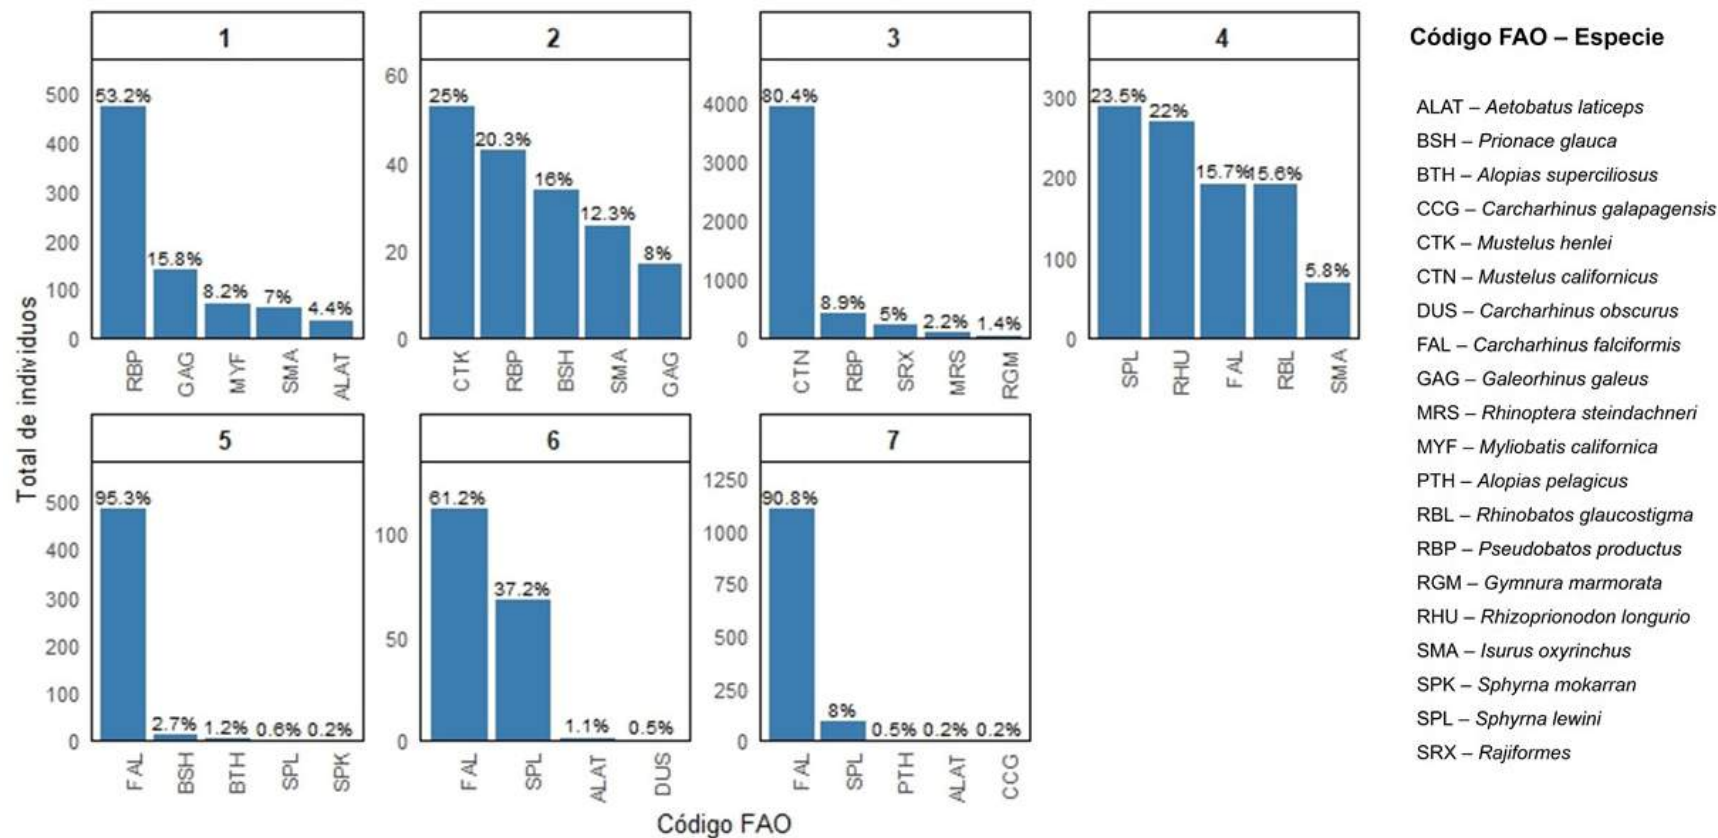 1
53.2%
15.8%
8.2%
7%
4.4%
500
400
300
200
100
0
RBP
GAG
MYF
SMA
ALAT
2
25%
20.3%
16%
12.3%
8%
60
40
20
0
CTK
RBP
BSH
SMA
GAG
3
80.4%
8.9%
5%
2.2%
1.4%
4000
3000
2000
1000
0
CTN
RBP
SRX
MRS
RGM
4
23.5%
22%
15.7%
15.6%
5.8%
300
200
100
0
SPL
RHU
FAL
RBL
SMA
5
95.3%
2.7%
1.2%
0.6%
0.2%
500
400
300
200
100
0
FAL
BSH
BTH
SPL
SPK
6
61.2%
37.2%
1.1%
0.5%
100
50
0
FAL
SPL
ALAT
DUS
7
90.8%
8%
0.5%
0.2%
0.2%
1250
1000
750
500
250
0
FAL
SPL
PTH
ALAT
CCG
Total de individuos
Código FAO
Código FAO – Especie
ALAT – Aetobatus laticeps
BSH – Prionace glauca
BTH – Alopias superciliosus
CCG – Carcharhinus galapagensis
CTK – Mustelus henlei
CTN – Mustelus californicus
DUS – Carcharhinus obscurus
FAL – Carcharhinus falciformis
GAG – Galeorhinus galeus
MRS – Rhinoptera steindachneri
MYF – Myliobatis californica
PTH – Alopias pelagicus
RBL – Rhinobatos glaucostigma
RBP – Pseudobatos productus
RGM – Gymnura marmorata
RHU – Rhizoprionodon longurio
SMA – Isurus oxyrinchus
SPK – Sphyrna mokarran
SPL – Sphyrna lewini
SRX – Rajiformes